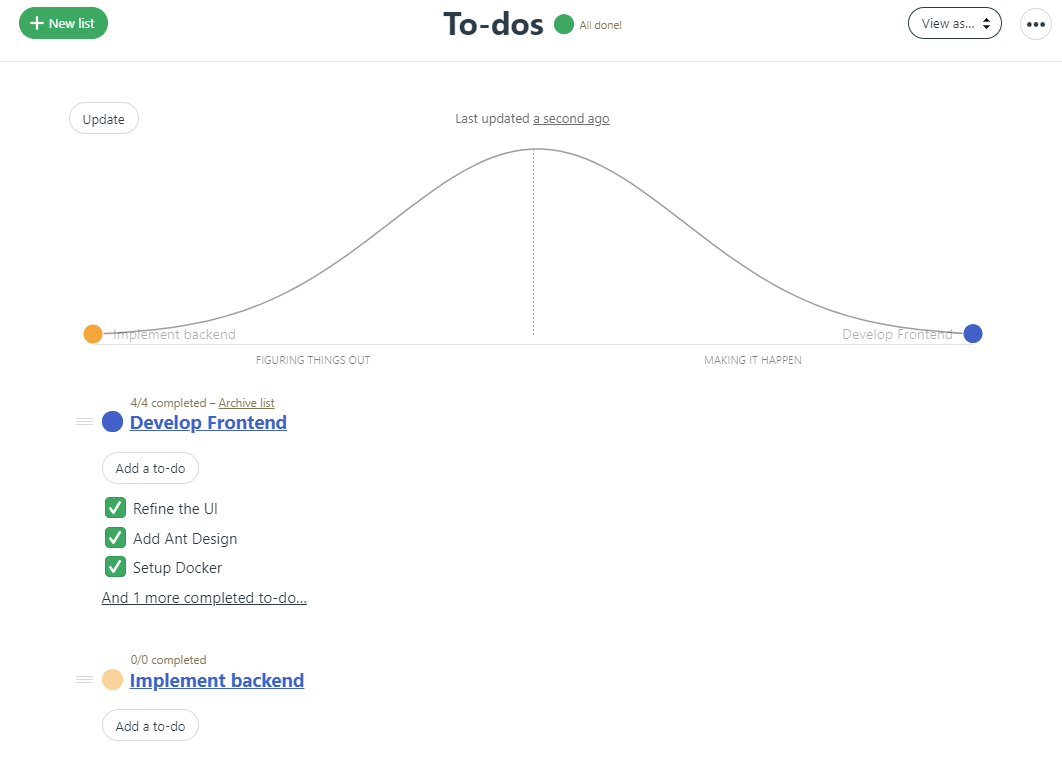 New list
To-dos
All done!
View as...
Update
Last updated a second ago
Implement backend
Develop Frontend
FIGURING THINGS OUT
MAKING IT HAPPEN
4/4 completed – Archive list
Develop Frontend
Add a to-do
Refine the UI
Add Ant Design
Setup Docker
And 1 more completed to-do...
0/0 completed
Implement backend
Add a to-do